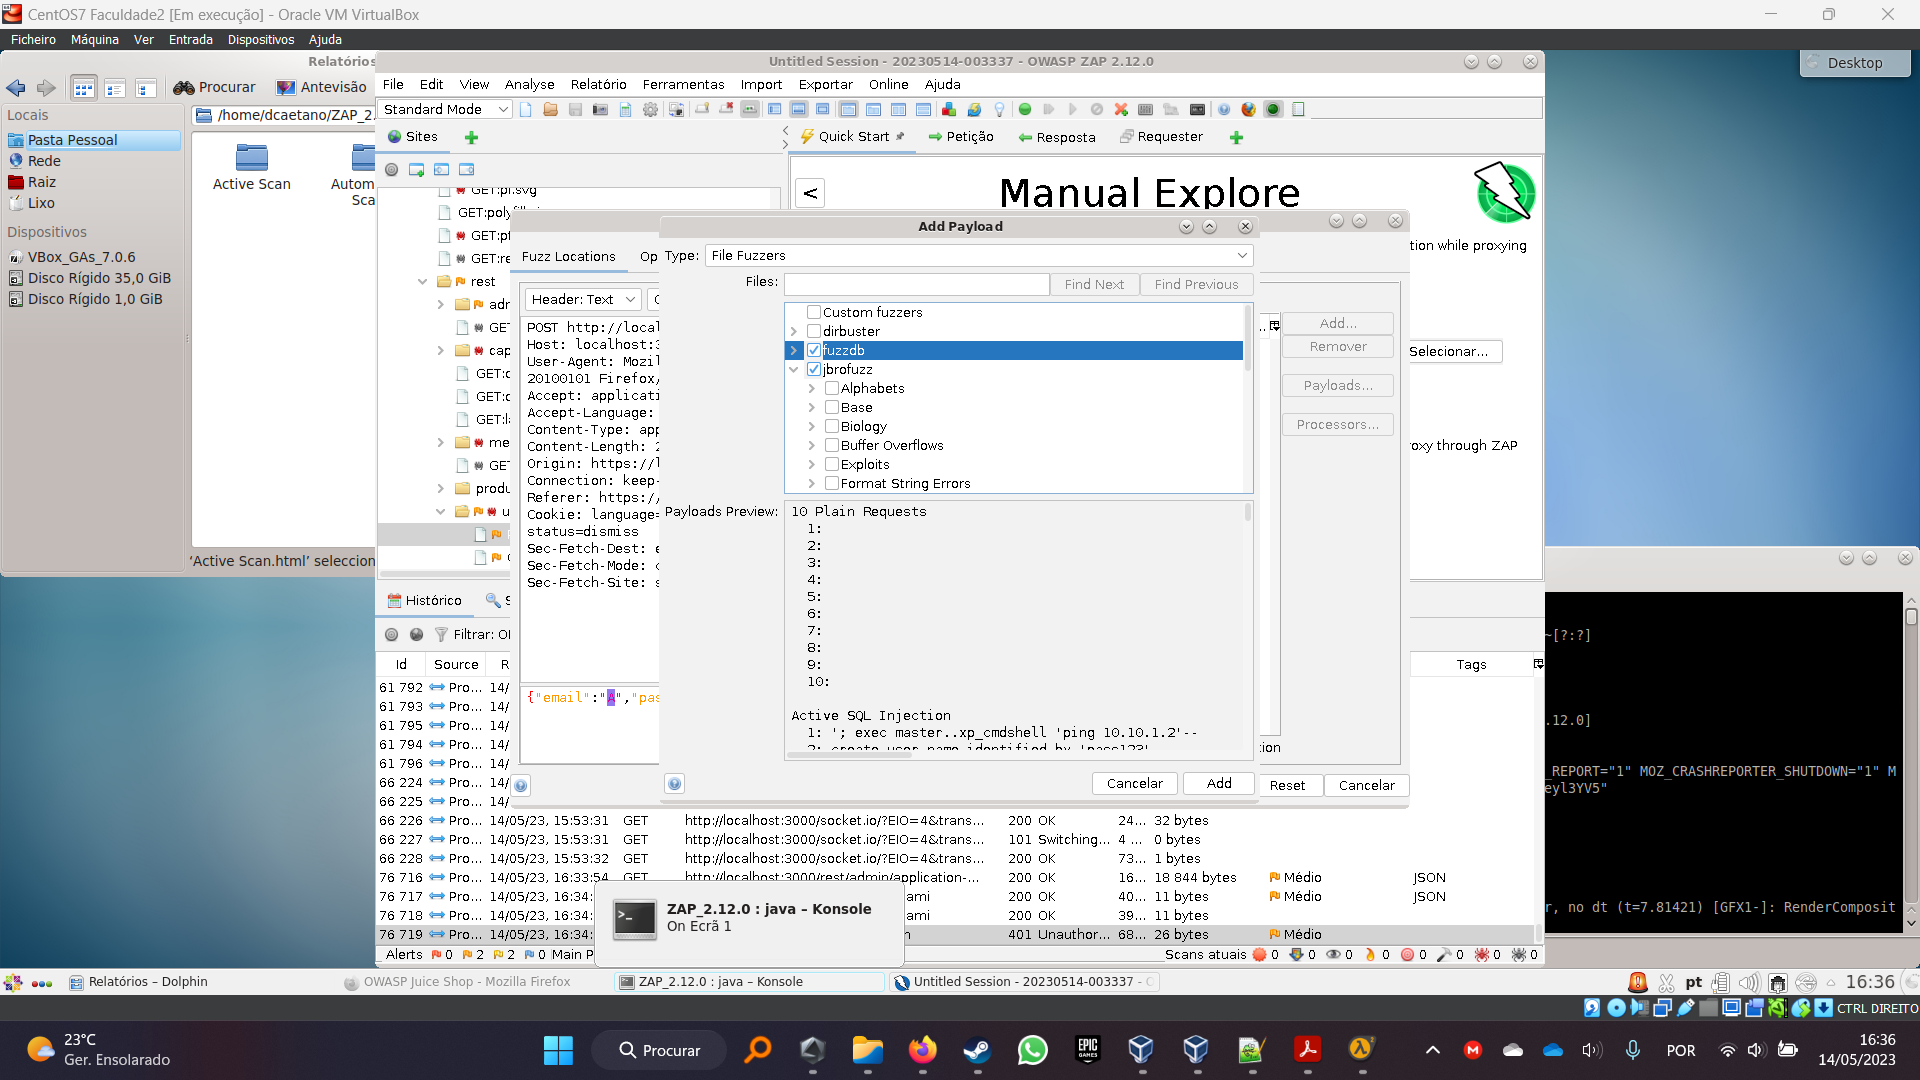 CentOS7 Faculdade2 [Em execução] - Oracle VM VirtualBox
Ficheiro Máquina Ver Entrada Dispositivos Ajuda
Relatórios
Procurar Antevisão
Locais
/home/dcaetano/ZAP_2.
Pasta Pessoal
Rede
Raiz
Lixo
Dispositivos
VBox_GAs_7.0.6
Disco Rígido 35,0 GiB
Disco Rígido 1,0 GiB
Active Scan
Autom
Sca
'Active Scan.html' seleccion
Desktop
Untitled Session - 20230514-003337 - OWASP ZAP 2.12.0
File Edit View Analyse Relatório Ferramentas Import Exportar Online Ajuda
Standard Mode
Sites
Quick Start Petição Resposta Requester
< Manual Explore
tion while proxying
Selecionar...
oxy through ZAP
GET:pr.svg
GET:polyfil
GET:pr
GET:re
rest
adr
GET
cap
GET:c
GET:c
GET:la
me
GET
produ
u
Fuzz Locations Op
Header: Text
POST http://local
Host: localhost:3
User-Agent: Mozil
20100101 Firefox/
Accept: applicati
Accept-Language:
Content-Type: app
Content-Length: 2
Origin: https://l
Connection: keep-
Referer: https://
Cookie: language=
status=dismiss
Sec-Fetch-Dest: e
Sec-Fetch-Mode: c
Sec-Fetch-Site: s
{"email":"A","pas
Add...
Remover
Payloads...
Processors...
tion
Reset Cancelar
Add Payload
Type: File Fuzzers
Files: Find Next Find Previous
Custom fuzzers
dirbuster
fuzzdb
jbrofuzz
Alphabets
Base
Biology
Buffer Overflows
Exploits
Format String Errors
Payloads Preview: 10 Plain Requests
1:
2:
3:
4:
5:
6:
7:
8:
9:
10:
Active SQL Injection
1: '; exec master..xp_cmdshell 'ping 10.10.1.2'--
2: create user name identified by 'pass123'
Cancelar Add
Histórico S
Filtrar: O
Id Source R Tags
61 792 Pro... 14/
61 793 Pro... 14/
61 795 Pro... 14/
61 794 Pro... 14/
61 796 Pro... 14/
66 224 Pro... 14/
66 225 Pro... 14/
66 226 Pro... 14/05/23, 15:53:31 GET http://localhost:3000/socket.io/?EIO=4&trans... 200 OK 24... 32 bytes
66 227 Pro... 14/05/23, 15:53:31 GET http://localhost:3000/socket.io/?EIO=4&trans... 101 Switching... 4 ... 0 bytes
66 228 Pro... 14/05/23, 15:53:32 GET http://localhost:3000/socket.io/?EIO=4&trans... 200 OK 73... 1 bytes
76 716 Pro... 14/05/23, 16:33:54 GET http://localhost:3000/rest/admin/application-... 200 OK 16... 18 844 bytes Médio JSON
76 717 Pro... 14/05/23, 16:34: ami 200 OK 40... 11 bytes Médio JSON
76 718 Pro... 14/05/23, 16:34: ami 200 OK 39... 11 bytes
76 719 Pro... 14/05/23, 16:34: n 401 Unauthor... 68... 26 bytes Médio
Alerts 0 2 2 0 Main P Scans atuais 0 0 0 0 0 0 0 0
ZAP_2.12.0 : java – Konsole
On Ecrã 1
~[?:?]
.12.0]
_REPORT="1" MOZ_CRASHREPORTER_SHUTDOWN="1" M
eyl3YV5"
r, no dt (t=7.81421) [GFX1-]: RenderComposit
Relatórios – Dolphin OWASP Juice Shop - Mozilla Firefox ZAP_2.12.0 : java – Konsole Untitled Session - 20230514-003337 - O pt 16:36
CTRL DIREITO
23°C
Ger. Ensolarado
Procurar
EPIC GAMES
POR
16:36
14/05/2023